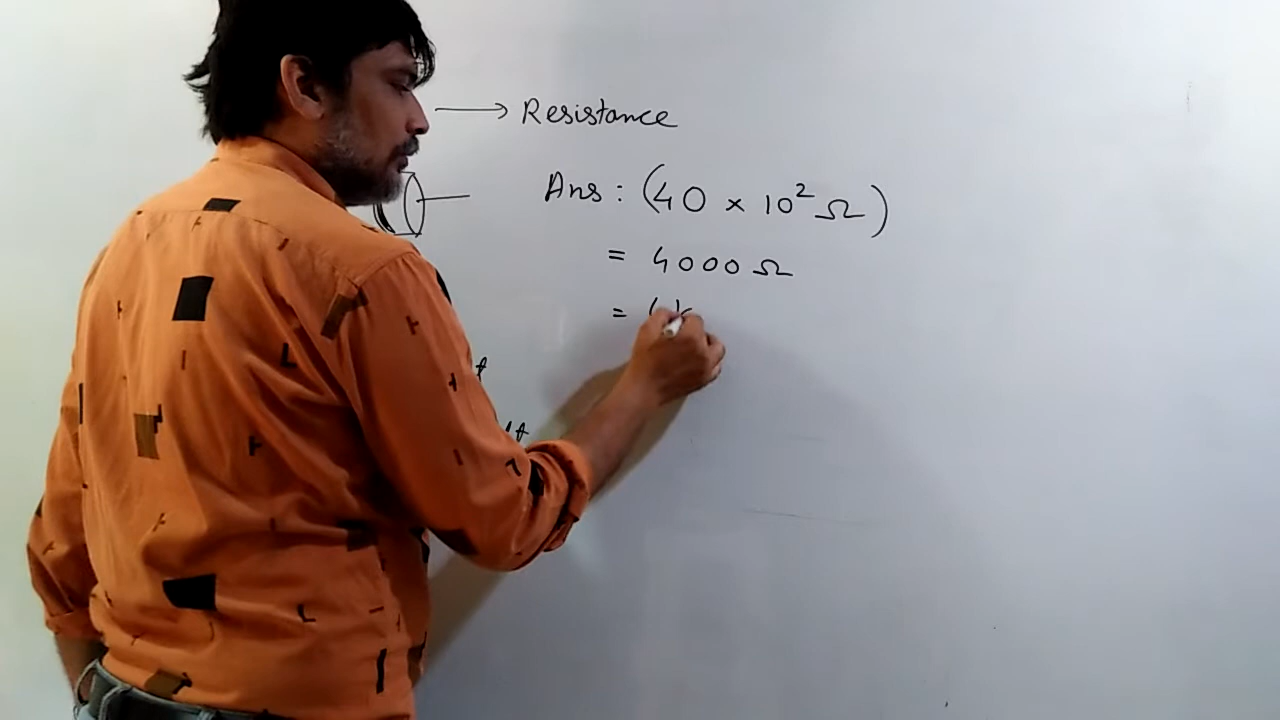 → Resistance
Ans : (40 × 10² Ω)
= 4000 Ω
=